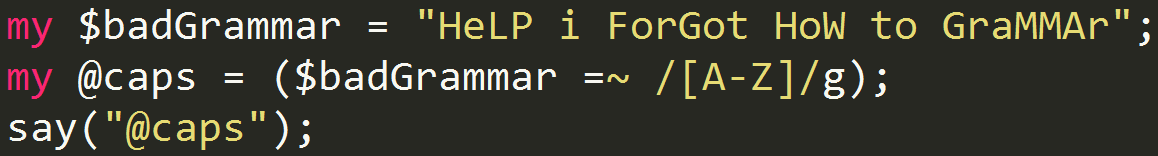 my $badGrammar = "HeLP i ForGot HoW to GraMMAr";
my @caps = ($badGrammar =~ /[A-Z]/g);
say("@caps");